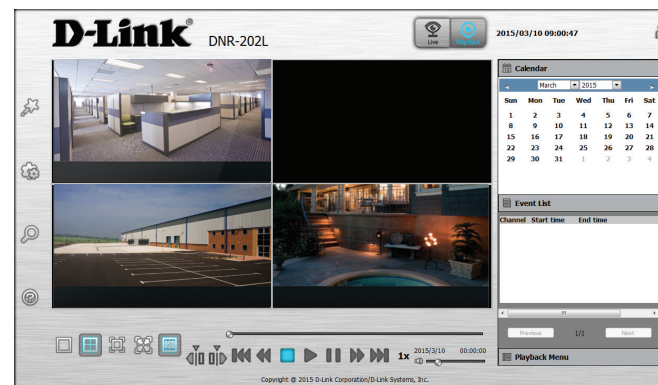 D-Link®
DNR-202L
Live
Playback
2015/03/10 09:00:47
Calendar
March 2015
Sun Mon Tue Wed Thu Fri Sat
1 2 3 4 5 6 7
8 9 10 11 12 13 14
15 16 17 18 19 20 21
22 23 24 25 26 27 28
29 30 31 1 2 3 4
Event List
Channel Start time End time
Previous 1/1 Next
1x 2015/3/10 00:00:00
Playback Menu
Copyright © 2015 D-Link Corporation/D-Link Systems, Inc.